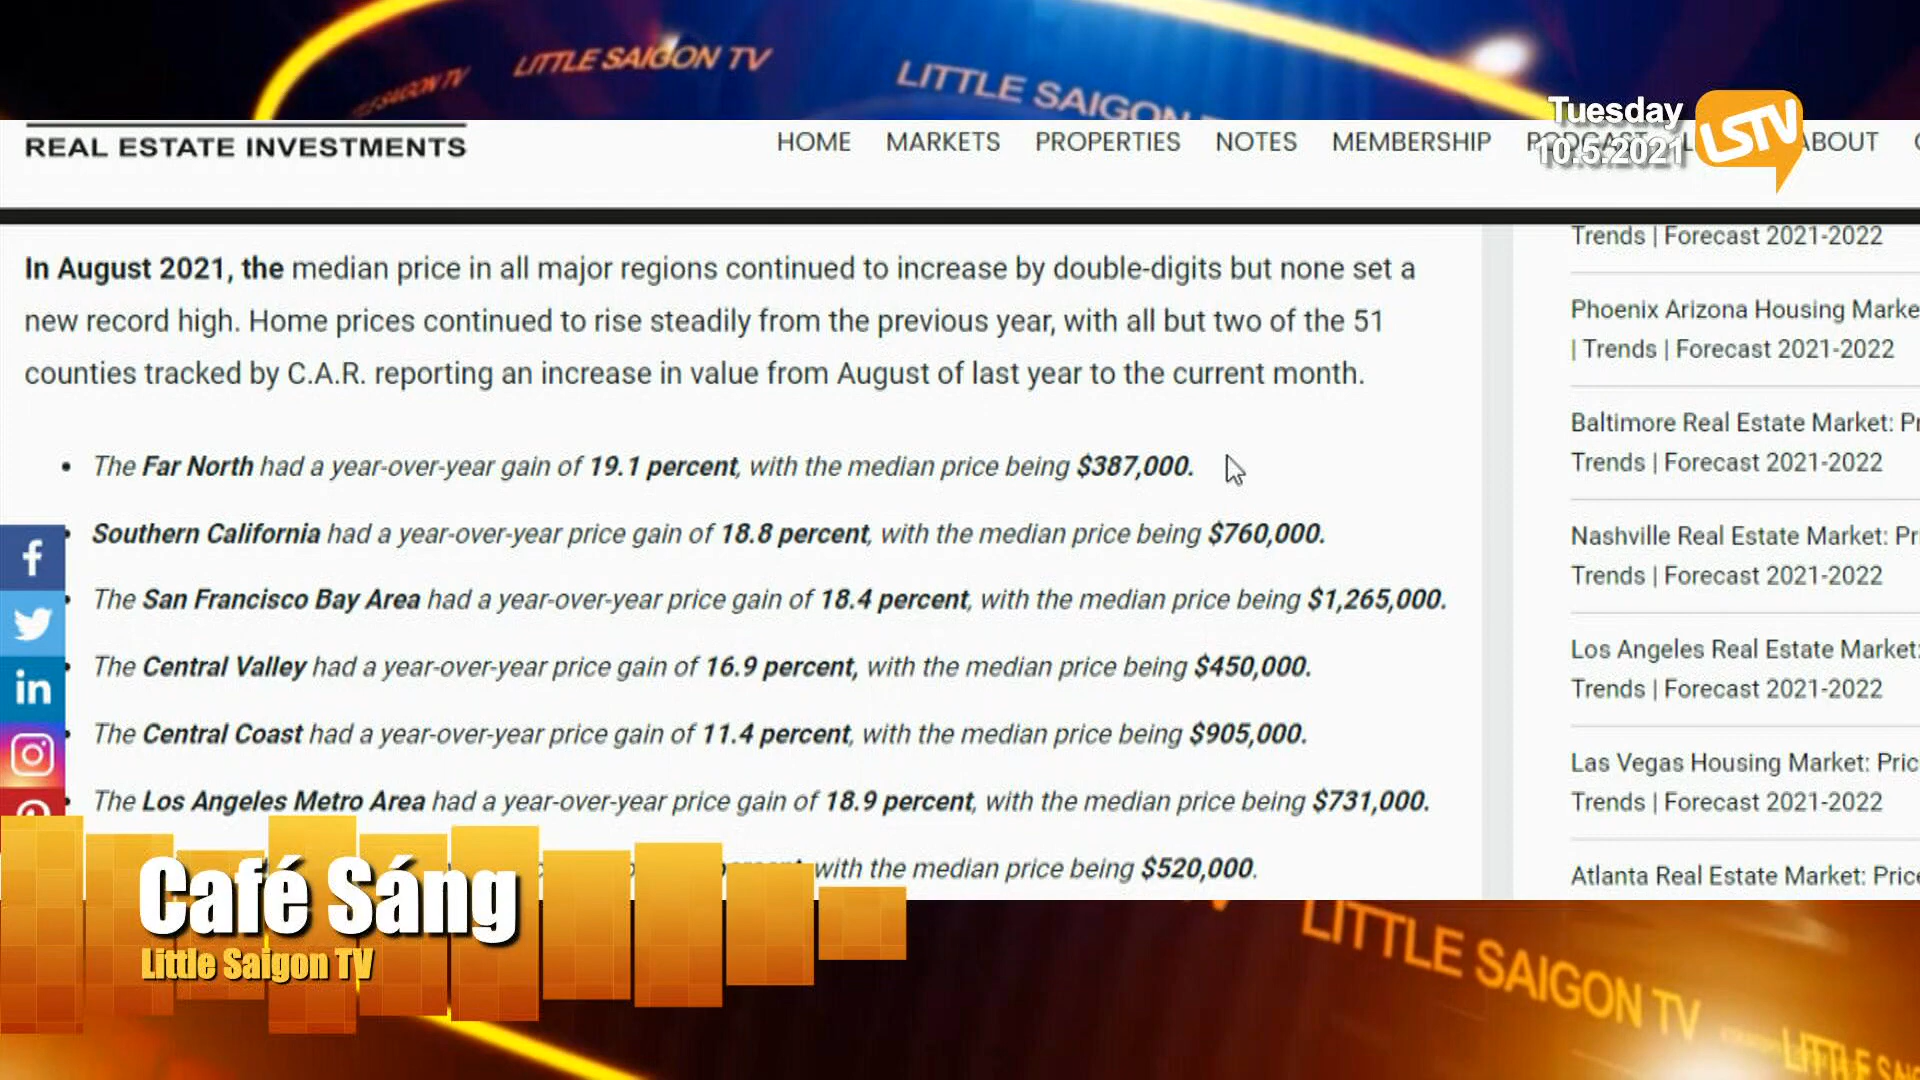 LITTLE SAIGON TV
LITTLE SAIGON
Tuesday
10.5.2021
LSTV
REAL ESTATE INVESTMENTS
HOME MARKETS PROPERTIES NOTES MEMBERSHIP PODCAST ABOUT
In August 2021, the median price in all major regions continued to increase by double-digits but none set a
new record high. Home prices continued to rise steadily from the previous year, with all but two of the 51
counties tracked by C.A.R. reporting an increase in value from August of last year to the current month.
• The Far North had a year-over-year gain of 19.1 percent, with the median price being $387,000.
Southern California had a year-over-year price gain of 18.8 percent, with the median price being $760,000.
The San Francisco Bay Area had a year-over-year price gain of 18.4 percent, with the median price being $1,265,000.
The Central Valley had a year-over-year price gain of 16.9 percent, with the median price being $450,000.
The Central Coast had a year-over-year price gain of 11.4 percent, with the median price being $905,000.
The Los Angeles Metro Area had a year-over-year price gain of 18.9 percent, with the median price being $731,000.
with the median price being $520,000.
Trends | Forecast 2021-2022
Phoenix Arizona Housing Marke
| Trends | Forecast 2021-2022
Baltimore Real Estate Market: Pr
Trends | Forecast 2021-2022
Nashville Real Estate Market: Pr
Trends | Forecast 2021-2022
Los Angeles Real Estate Market:
Trends | Forecast 2021-2022
Las Vegas Housing Market: Pric
Trends | Forecast 2021-2022
Atlanta Real Estate Market: Price
Café Sáng
Little Saigon TV
LITTLE SAIGON TV